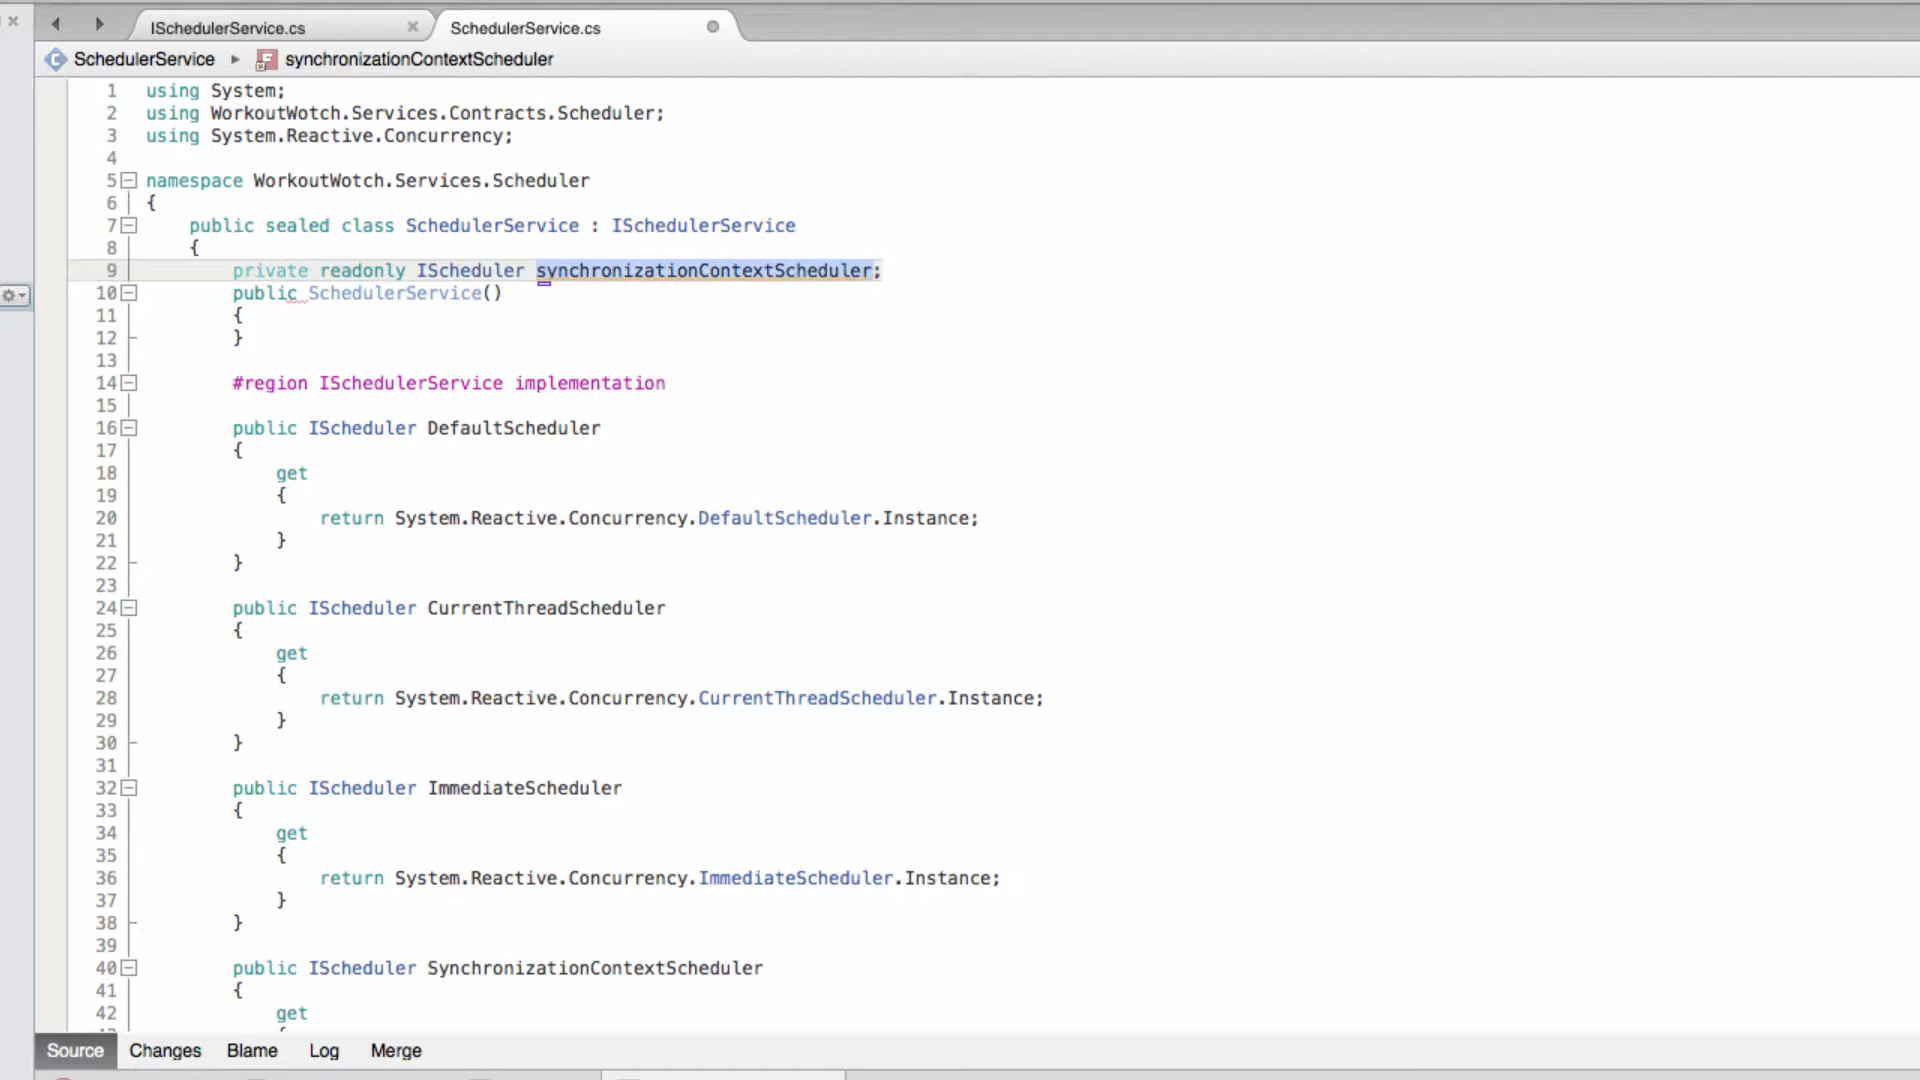 ISchedulerService.cs
SchedulerService.cs
SchedulerService synchronizationContextScheduler
1 using System;
2 using WorkoutWotch.Services.Contracts.Scheduler;
3 using System.Reactive.Concurrency;
4
5 namespace WorkoutWotch.Services.Scheduler
6 {
7 public sealed class SchedulerService : ISchedulerService
8 {
9 private readonly IScheduler synchronizationContextScheduler;
10 public SchedulerService()
11 {
12 }
13
14 #region ISchedulerService implementation
15
16 public IScheduler DefaultScheduler
17 {
18 get
19 {
20 return System.Reactive.Concurrency.DefaultScheduler.Instance;
21 }
22 }
23
24 public IScheduler CurrentThreadScheduler
25 {
26 get
27 {
28 return System.Reactive.Concurrency.CurrentThreadScheduler.Instance;
29 }
30 }
31
32 public IScheduler ImmediateScheduler
33 {
34 get
35 {
36 return System.Reactive.Concurrency.ImmediateScheduler.Instance;
37 }
38 }
39
40 public IScheduler SynchronizationContextScheduler
41 {
42 get
Source Changes Blame Log Merge